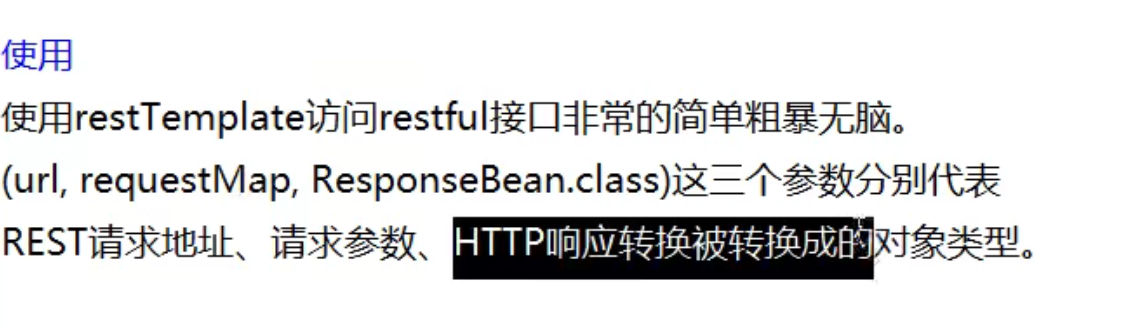 使用
使用restTemplate访问restful接口非常的简单粗暴无脑。
(url, requestMap, ResponseBean.class)这三个参数分别代表
REST请求地址、请求参数、HTTP响应转换被转换成的对象类型。